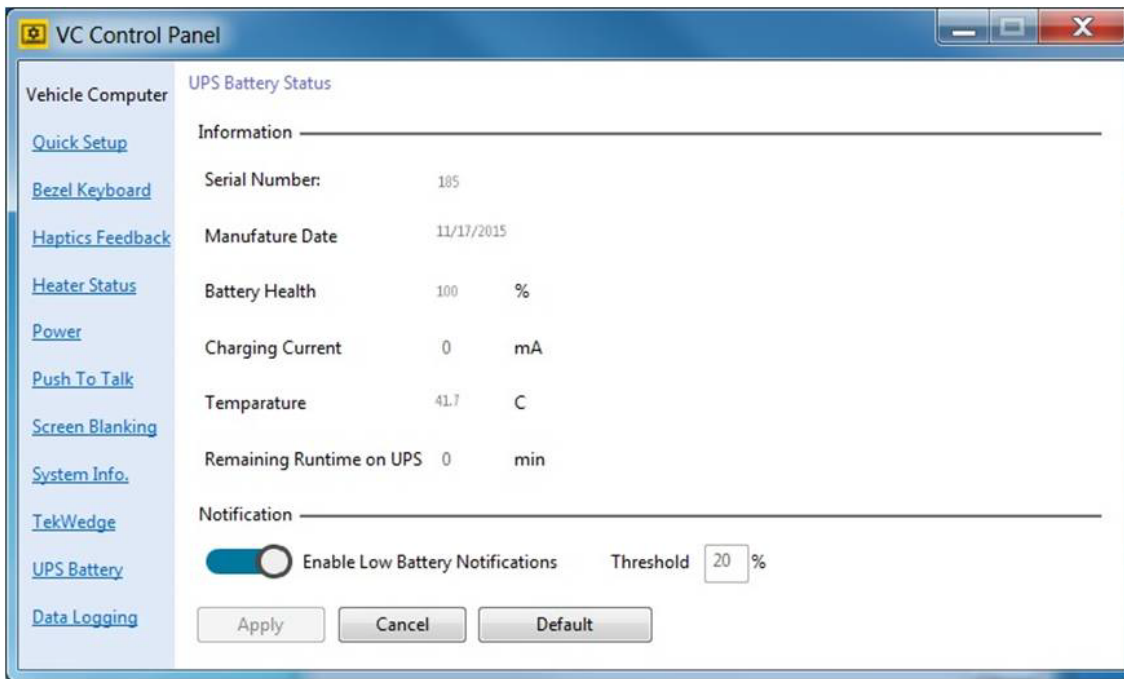 VC Control Panel
Vehicle Computer
Quick Setup
Bezel Keyboard
Haptics Feedback
Heater Status
Power
Push To Talk
Screen Blanking
System Info.
TekWedge
UPS Battery
Data Logging
UPS Battery Status
Information
Serial Number: 185
Manufature Date 11/17/2015
Battery Health 100 %
Charging Current 0 mA
Temparature 41.7 C
Remaining Runtime on UPS 0 min
Notification
Enable Low Battery Notifications Threshold 20 %
Apply Cancel Default